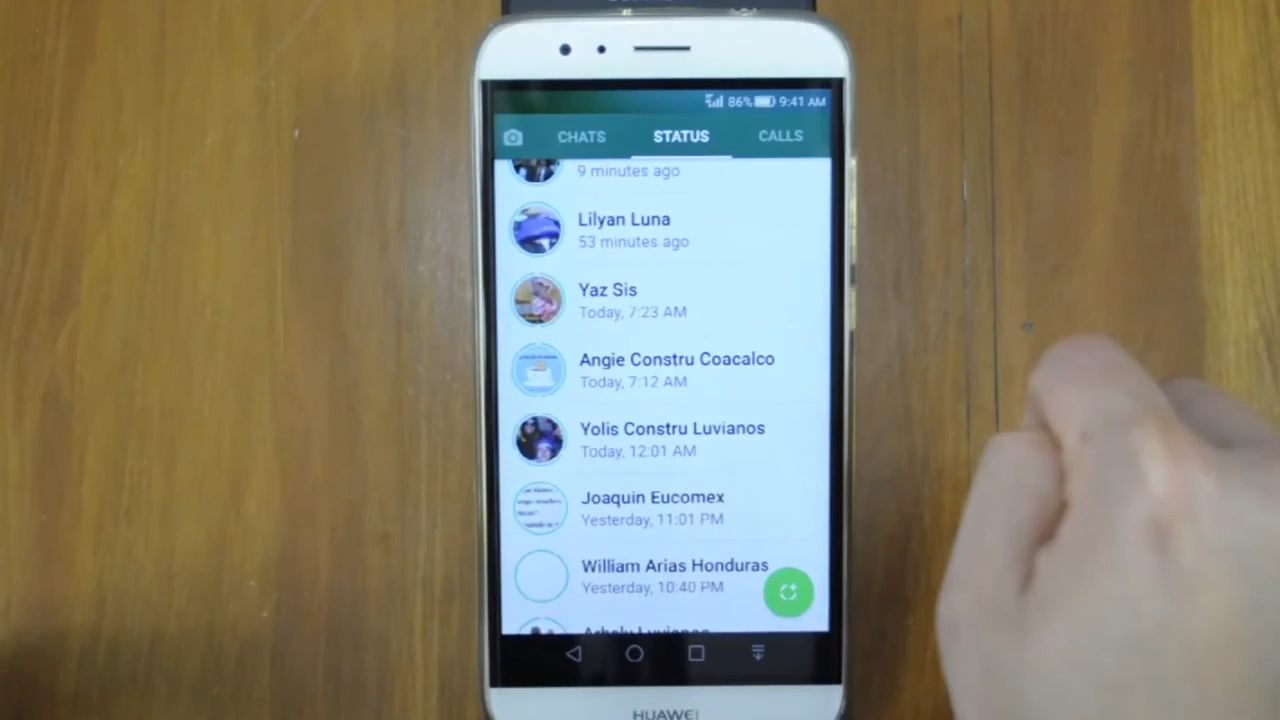 86% 9:41 AM
CHATS STATUS CALLS
9 minutes ago
Lilyan Luna
53 minutes ago
Yaz Sis
Today, 7:23 AM
Angie Constru Coacalco
Today, 7:12 AM
Yolis Constru Luvianos
Today, 12:01 AM
Joaquin Eucomex
Yesterday, 11:01 PM
William Arias Honduras
Yesterday, 10:40 PM
HUAWEI